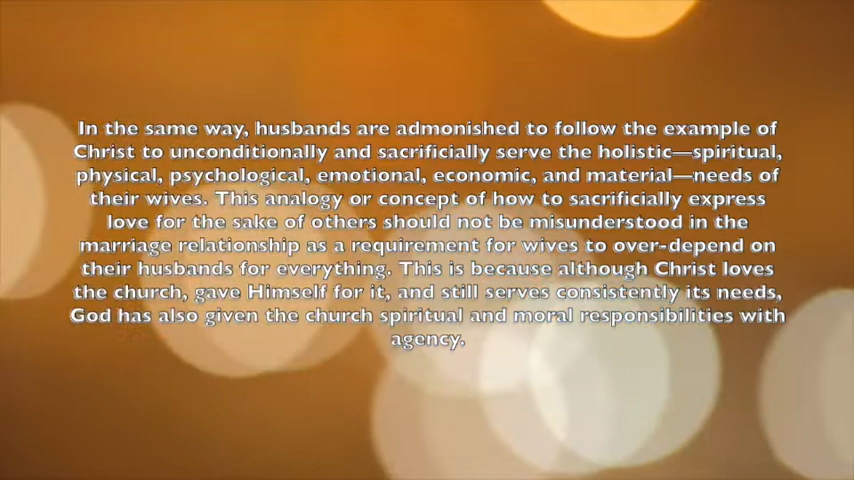 In the same way, husbands are admonished to follow the example of
Christ to unconditionally and sacrificially serve the holistic—spiritual,
physical, psychological, emotional, economic, and material—needs of
their wives. This analogy or concept of how to sacrificially express
love for the sake of others should not be misunderstood in the
marriage relationship as a requirement for wives to over-depend on
their husbands for everything. This is because although Christ loves
the church, gave Himself for it, and still serves consistently its needs,
God has also given the church spiritual and moral responsibilities with
agency.